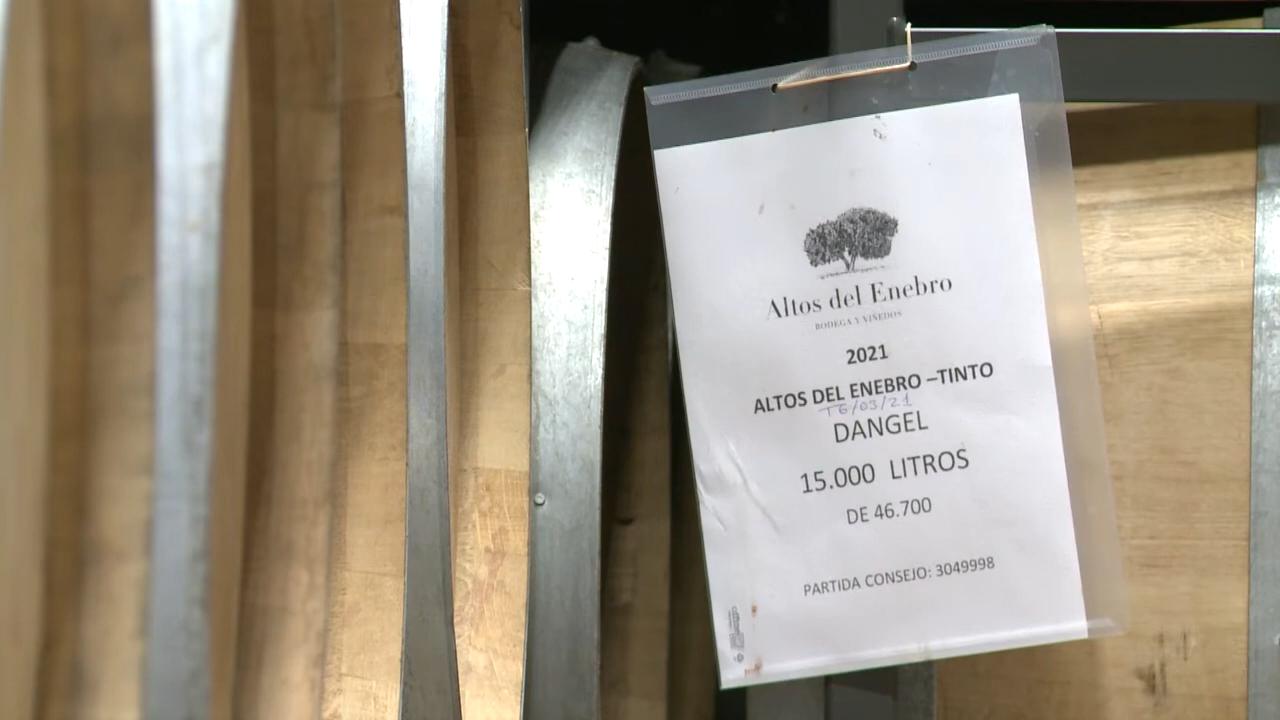 Altos del Enebro
BODEGA Y VIÑEDOS
2021
ALTOS DEL ENEBRO –TINTO
16/03/21
DANGEL
15.000 LITROS
DE 46.700
PARTIDA CONSEJO: 3049998